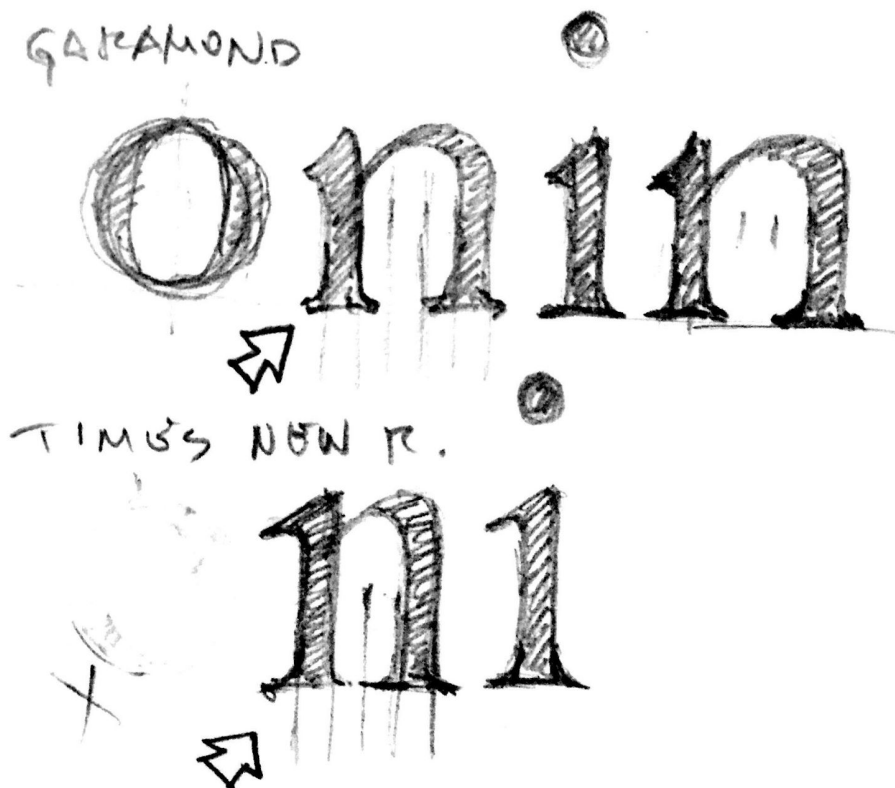 GARAMOND
onin
TIMES NEW R.
ni
X